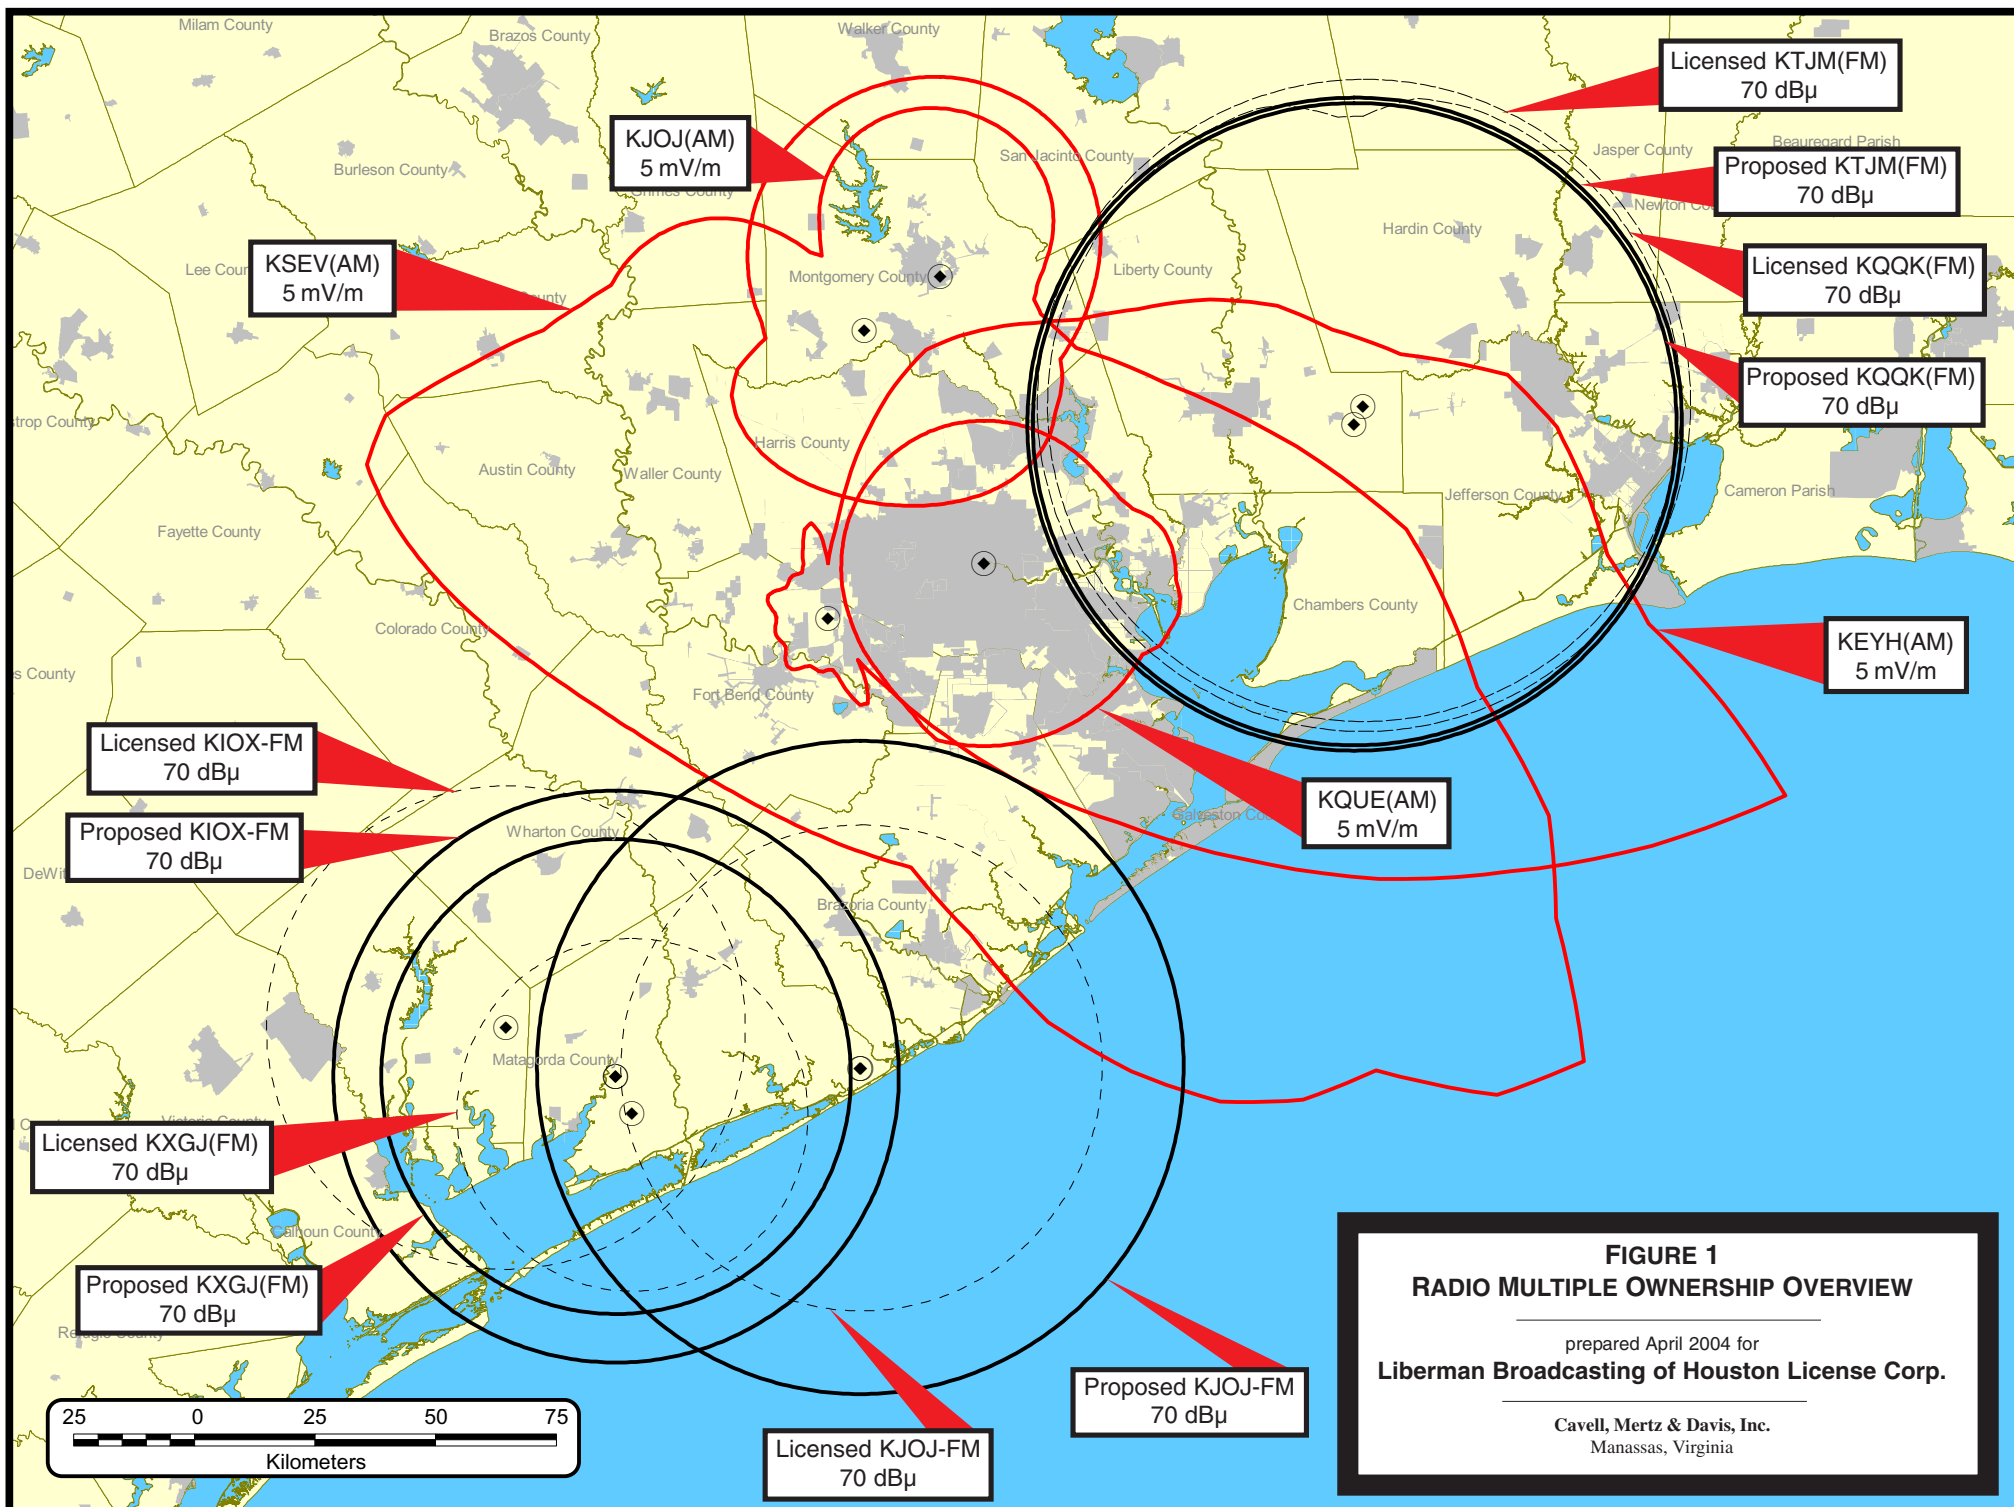 Milam County
Brazos County
Walker County
Licensed KTJM(FM)
70 dBµ
KJOJ(AM)
5 mV/m
San Jacinto County
Beauregard Parish
Jasper County
Burleson County
Grimes County
Proposed KTJM(FM)
70 dBµ
Hardin County
Licensed KQQK(FM)
70 dBµ
KSEV(AM)
5 mV/m
Montgomery County
Liberty County
Proposed KQQK(FM)
70 dBµ
Harris County
Austin County
Waller County
Jefferson County
Cameron Parish
Fayette County
Chambers County
Colorado County
KEYH(AM)
5 mV/m
Fort Bend County
Licensed KIOX-FM
70 dBµ
KQUE(AM)
5 mV/m
Proposed KIOX-FM
70 dBµ
Wharton County
Brazoria County
Matagorda County
Victoria County
Licensed KXGJ(FM)
70 dBµ
Calhoun County
Proposed KXGJ(FM)
70 dBµ
Refugio County
Proposed KJOJ-FM
70 dBµ
Licensed KJOJ-FM
70 dBµ
25 0 25 50 75
Kilometers
FIGURE 1
RADIO MULTIPLE OWNERSHIP OVERVIEW
prepared April 2004 for
Liberman Broadcasting of Houston License Corp.
Cavell, Mertz & Davis, Inc.
Manassas, Virginia